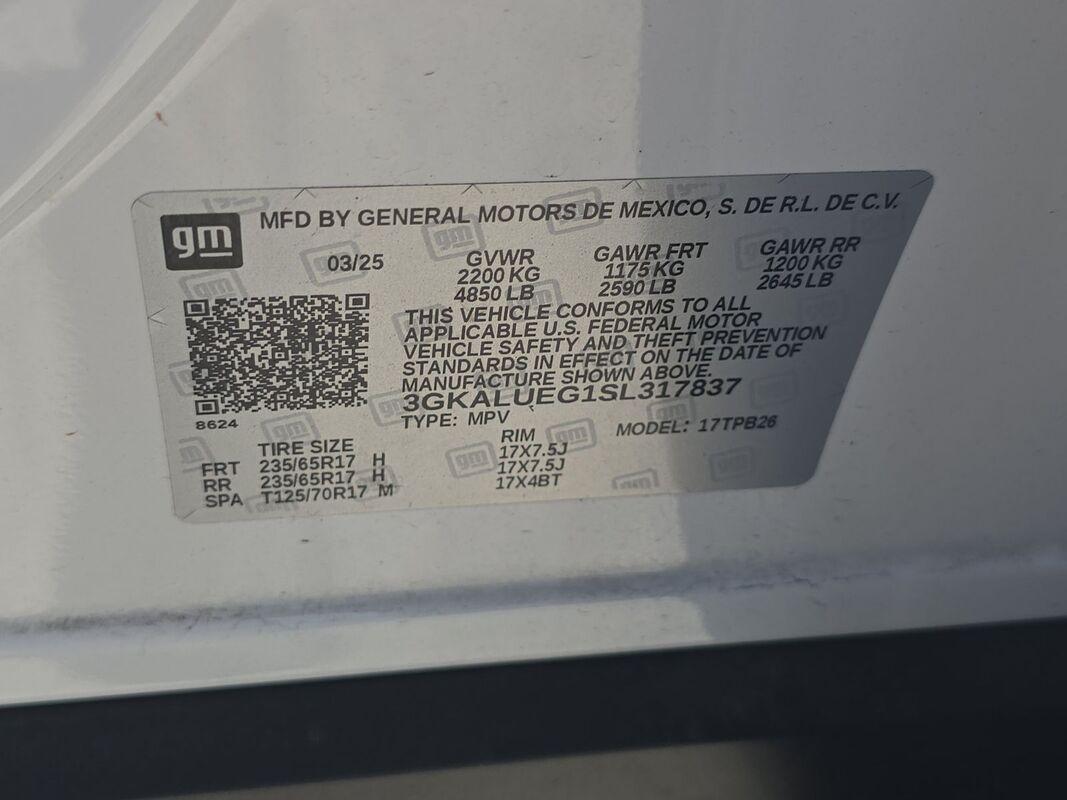 gm
MFD BY GENERAL MOTORS DE MEXICO, S. DE R.L. DE C.V.
03/25
GVWR GAWR FRT GAWR RR
2200 KG 1175 KG 1200 KG
4850 LB 2590 LB 2645 LB
THIS VEHICLE CONFORMS TO ALL
APPLICABLE U.S. FEDERAL MOTOR
VEHICLE SAFETY AND THEFT PREVENTION
STANDARDS IN EFFECT ON THE DATE OF
MANUFACTURE SHOWN ABOVE.
3GKALUEG1SL317837
8624
TYPE: MPV MODEL: 17TPB26
TIRE SIZE RIM
FRT 235/65R17 H 17X7.5J
RR 235/65R17 H 17X7.5J
SPA T125/70R17 M 17X4BT